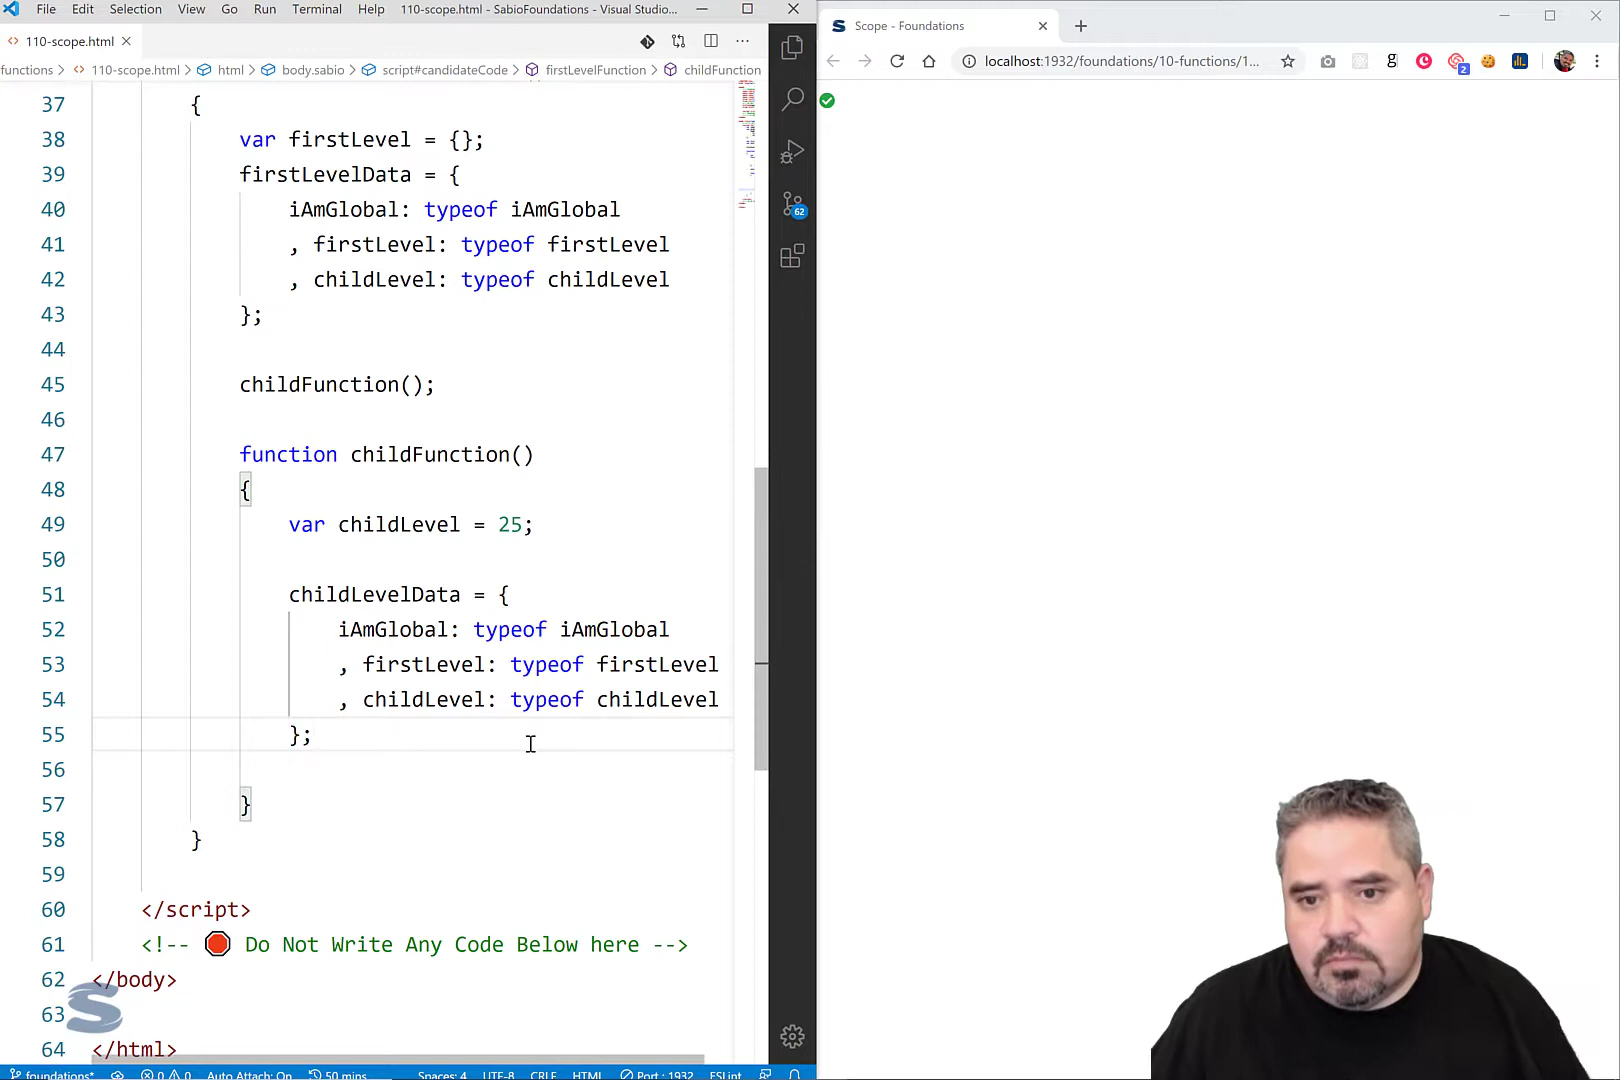 File Edit Selection View Go Run Terminal Help 110-scope.html - SabioFoundations - Visual Studio...
110-scope.html
functions > 110-scope.html > html > body.sabio > script#candidateCode > firstLevelFunction > childFunction
37 {
38 var firstLevel = {};
39 firstLevelData = {
40 iAmGlobal: typeof iAmGlobal
41 , firstLevel: typeof firstLevel
42 , childLevel: typeof childLevel
43 };
44
45 childFunction();
46
47 function childFunction()
48 {
49 var childLevel = 25;
50
51 childLevelData = {
52 iAmGlobal: typeof iAmGlobal
53 , firstLevel: typeof firstLevel
54 , childLevel: typeof childLevel
55 };
56
57 }
58 }
59
60 </script>
61 <!-- 🛑 Do Not Write Any Code Below here -->
62 </body>
63
64 </html>
foundations* 0 0 Auto Attach: On 50 mins Spaces: 4 UTF-8 CRLF HTML Port : 1932 ESLint
62
Scope - Foundations
localhost:1932/foundations/10-functions/1...
g
2